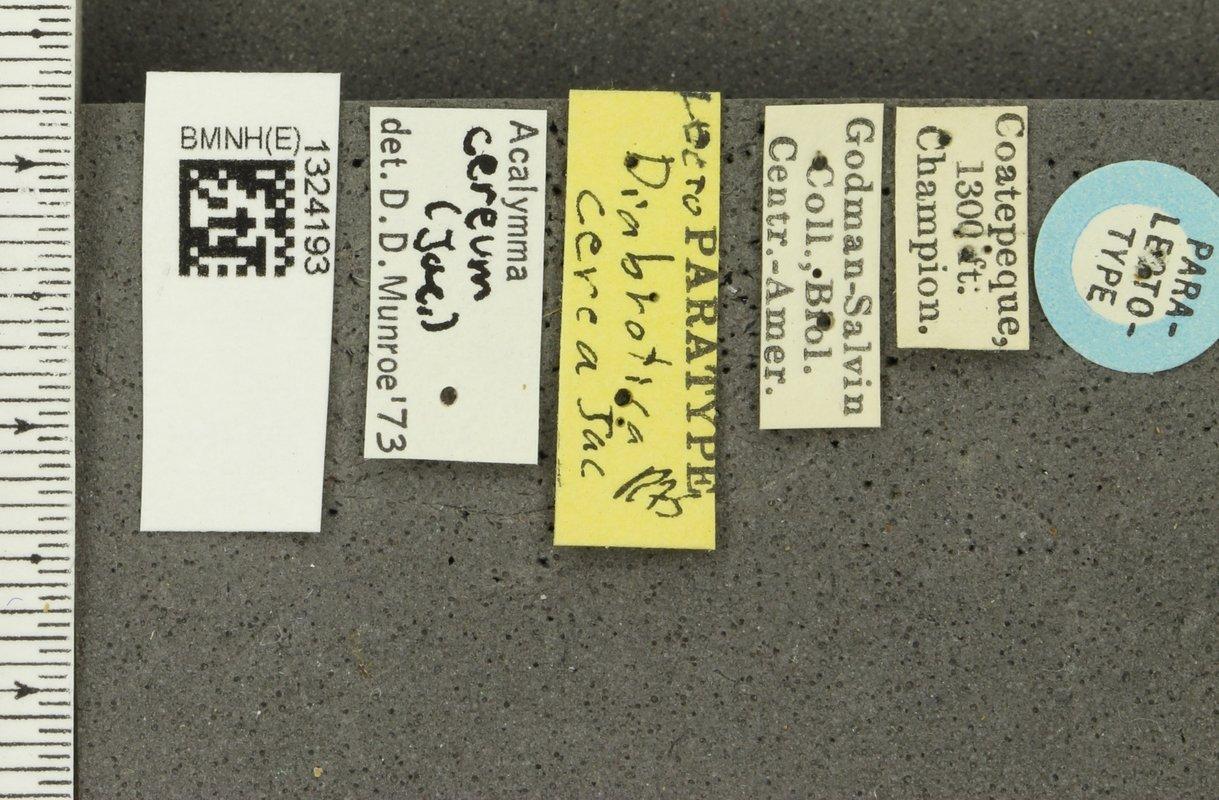 BMNH(E)
1324193
Acalymma
cereum
(Jac.)
det. D. D. Munroe '73
Lecto PARATYPE
Diabrotica
cerea Jac
Godman-Salvin
Coll., Biol.
Centr.-Amer.
Coatepeque,
1300 ft.
Champion.
PARA-
LECTO-
TYPE